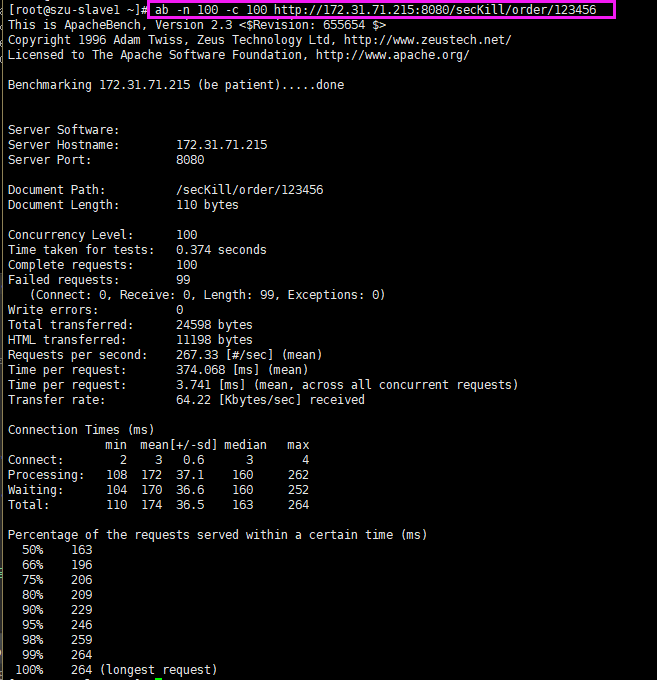 [root@szu-slave1 ~]# ab -n 100 -c 100 http://172.31.71.215:8080/secKill/order/123456
This is ApacheBench, Version 2.3 <$Revision: 655654 $>
Copyright 1996 Adam Twiss, Zeus Technology Ltd, http://www.zeustech.net/
Licensed to The Apache Software Foundation, http://www.apache.org/

Benchmarking 172.31.71.215 (be patient).....done


Server Software:
Server Hostname:        172.31.71.215
Server Port:            8080

Document Path:          /secKill/order/123456
Document Length:        110 bytes

Concurrency Level:      100
Time taken for tests:   0.374 seconds
Complete requests:      100
Failed requests:        99
   (Connect: 0, Receive: 0, Length: 99, Exceptions: 0)
Write errors:           0
Total transferred:      24598 bytes
HTML transferred:       11198 bytes
Requests per second:    267.33 [#/sec] (mean)
Time per request:       374.068 [ms] (mean)
Time per request:       3.741 [ms] (mean, across all concurrent requests)
Transfer rate:          64.22 [Kbytes/sec] received

Connection Times (ms)
              min  mean[+/-sd] median   max
Connect:        2    3   0.6      3       4
Processing:   108  172  37.1    160     262
Waiting:      104  170  36.6    160     252
Total:        110  174  36.5    163     264

Percentage of the requests served within a certain time (ms)
  50%    163
  66%    196
  75%    206
  80%    209
  90%    229
  95%    246
  98%    259
  99%    264
 100%    264 (longest request)